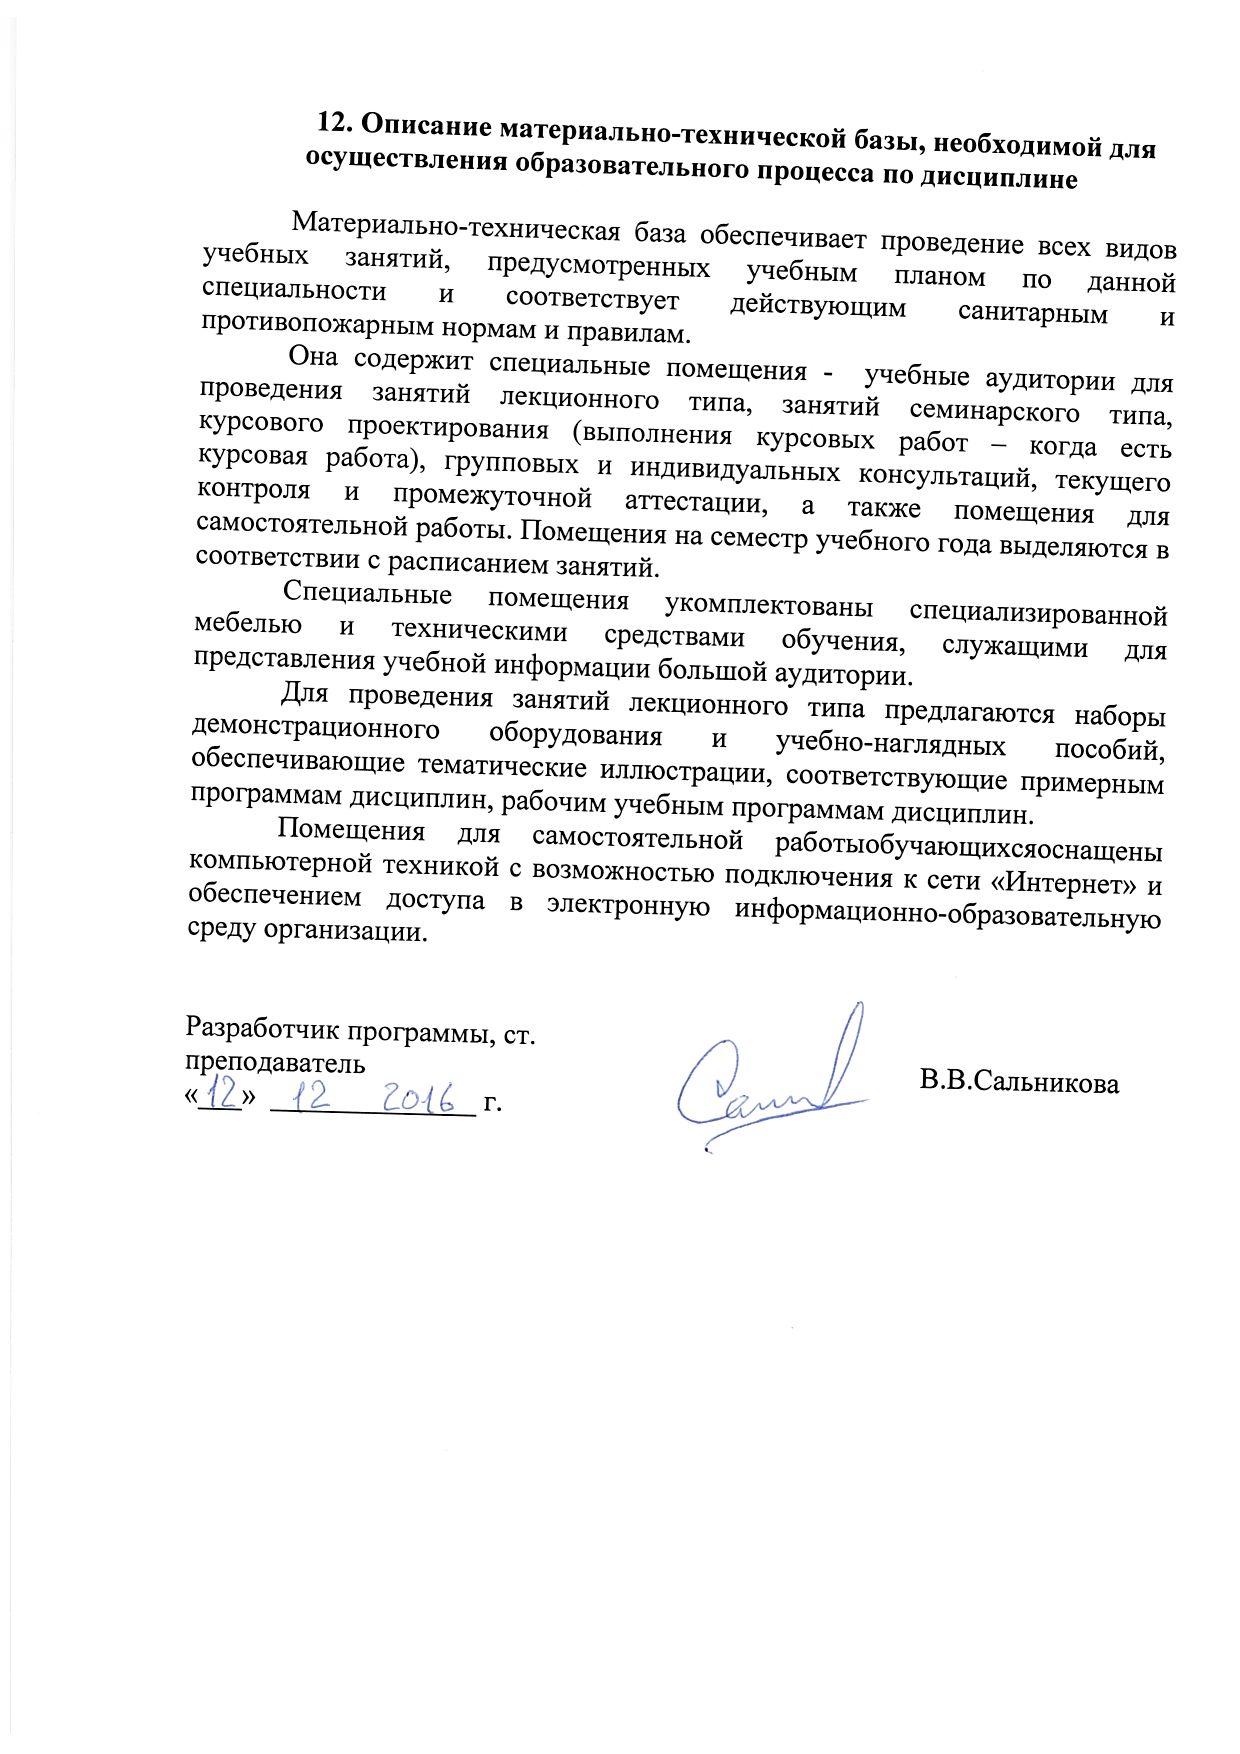 12. Описание материально-технической базы, необходимой для
осуществления образовательного процесса по дисциплине
Материально-техническая база обеспечивает проведение всех видов
учебных занятий, предусмотренных учебным планом по данной
специальности и соответствует действующим санитарным и
противопожарным нормам и правилам.
Она содержит специальные помещения - учебные аудитории для
проведения занятий лекционного типа, занятий семинарского типа,
курсового проектирования (выполнения курсовых работ – когда есть
курсовая работа), групповых и индивидуальных консультаций, текущего
контроля и промежуточной аттестации, а также помещения для
самостоятельной работы. Помещения на семестр учебного года выделяются в
соответствии с расписанием занятий.
Специальные помещения укомплектованы специализированной
мебелью и техническими средствами обучения, служащими для
представления учебной информации большой аудитории.
Для проведения занятий лекционного типа предлагаются наборы
демонстрационного оборудования и учебно-наглядных пособий,
обеспечивающие тематические иллюстрации, соответствующие примерным
программам дисциплин, рабочим учебным программам дисциплин.
Помещения для самостоятельной работыобучающихсяоснащены
компьютерной техникой с возможностью подключения к сети «Интернет» и
обеспечением доступа в электронную информационно-образовательную
среду организации.
Разработчик программы, ст.
преподаватель
«12» 12 2016 г.
В.В.Сальникова